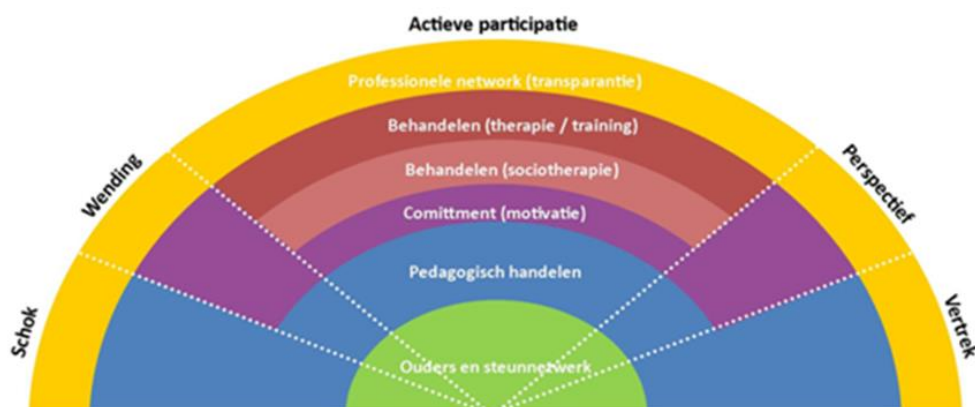 Actieve participatie
Professionele network (transparantie)
Behandelen (therapie / training)
Wending
Perspectief
Behandelen (sociotherapie)
Comittment (motivatie)
Pedagogisch handelen
Schok
Vertrek
Ouders en steunnetwerk